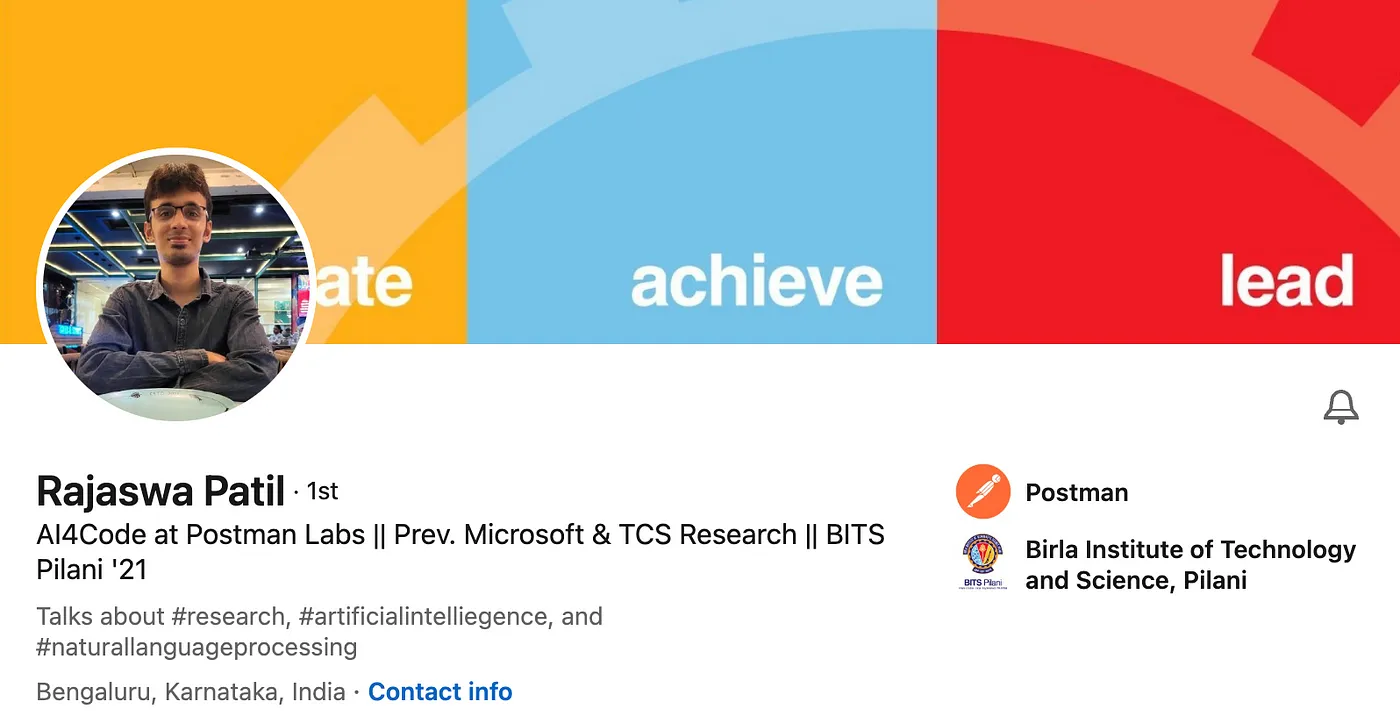 ate
achieve
lead
Rajaswa Patil · 1st
AI4Code at Postman Labs || Prev. Microsoft & TCS Research || BITS
Pilani '21
Talks about #research, #artificialintelliegence, and
#naturallanguageprocessing
Bengaluru, Karnataka, India · Contact info
Postman
BITS Pilani
Birla Institute of Technology
and Science, Pilani